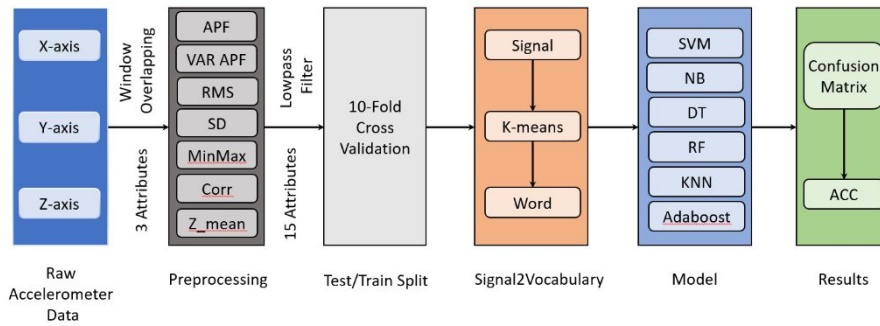 X-axis
Y-axis
Z-axis
Raw
Accelerometer
Data
Window
Overlapping
3 Attributes
APF
VAR APF
RMS
SD
MinMax
Corr
Z_mean
Preprocessing
Lowpass
Filter
15 Attributes
10-Fold
Cross
Validation
Test/Train Split
Signal
K-means
Word
Signal2Vocabulary
SVM
NB
DT
RF
KNN
Adaboost
Model
Confusion
Matrix
ACC
Results